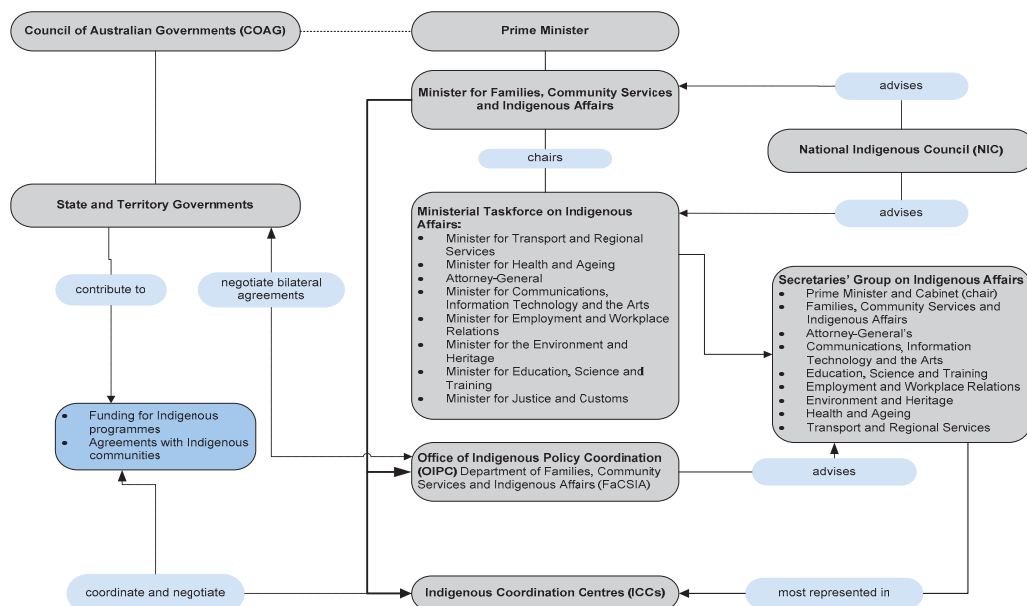 Council of Australian Governments (COAG)
Prime Minister
Minister for Families, Community Services
and Indigenous Affairs
advises
National Indigenous Council (NIC)
chairs
State and Territory Governments
Ministerial Taskforce on Indigenous
Affairs:
• Minister for Transport and Regional
Services
• Minister for Health and Ageing
• Attorney-General
• Minister for Communications,
Information Technology and the Arts
• Minister for Employment and Workplace
Relations
• Minister for the Environment and
Heritage
• Minister for Education, Science and
Training
• Minister for Justice and Customs
advises
contribute to
negotiate bilateral
agreements
Secretaries' Group on Indigenous Affairs
• Prime Minister and Cabinet (chair)
• Families, Community Services and
Indigenous Affairs
• Attorney-General's
• Communications, Information
Technology and the Arts
• Education, Science and Training
• Employment and Workplace Relations
• Environment and Heritage
• Health and Ageing
• Transport and Regional Services
• Funding for Indigenous
programmes
• Agreements with Indigenous
communities
Office of Indigenous Policy Coordination
(OIPC) Department of Families, Community
Services and Indigenous Affairs (FaCSIA)
advises
coordinate and negotiate
Indigenous Coordination Centres (ICCs)
most represented in